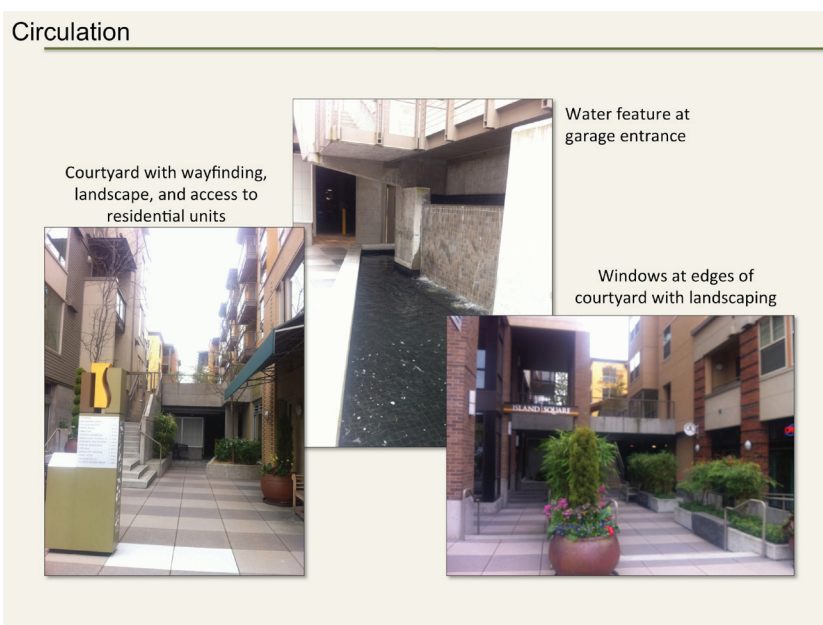 Circulation
Water feature at
garage entrance
Courtyard with wayfinding,
landscape, and access to
residential units
Windows at edges of
courtyard with landscaping
ISLAND SQUARE